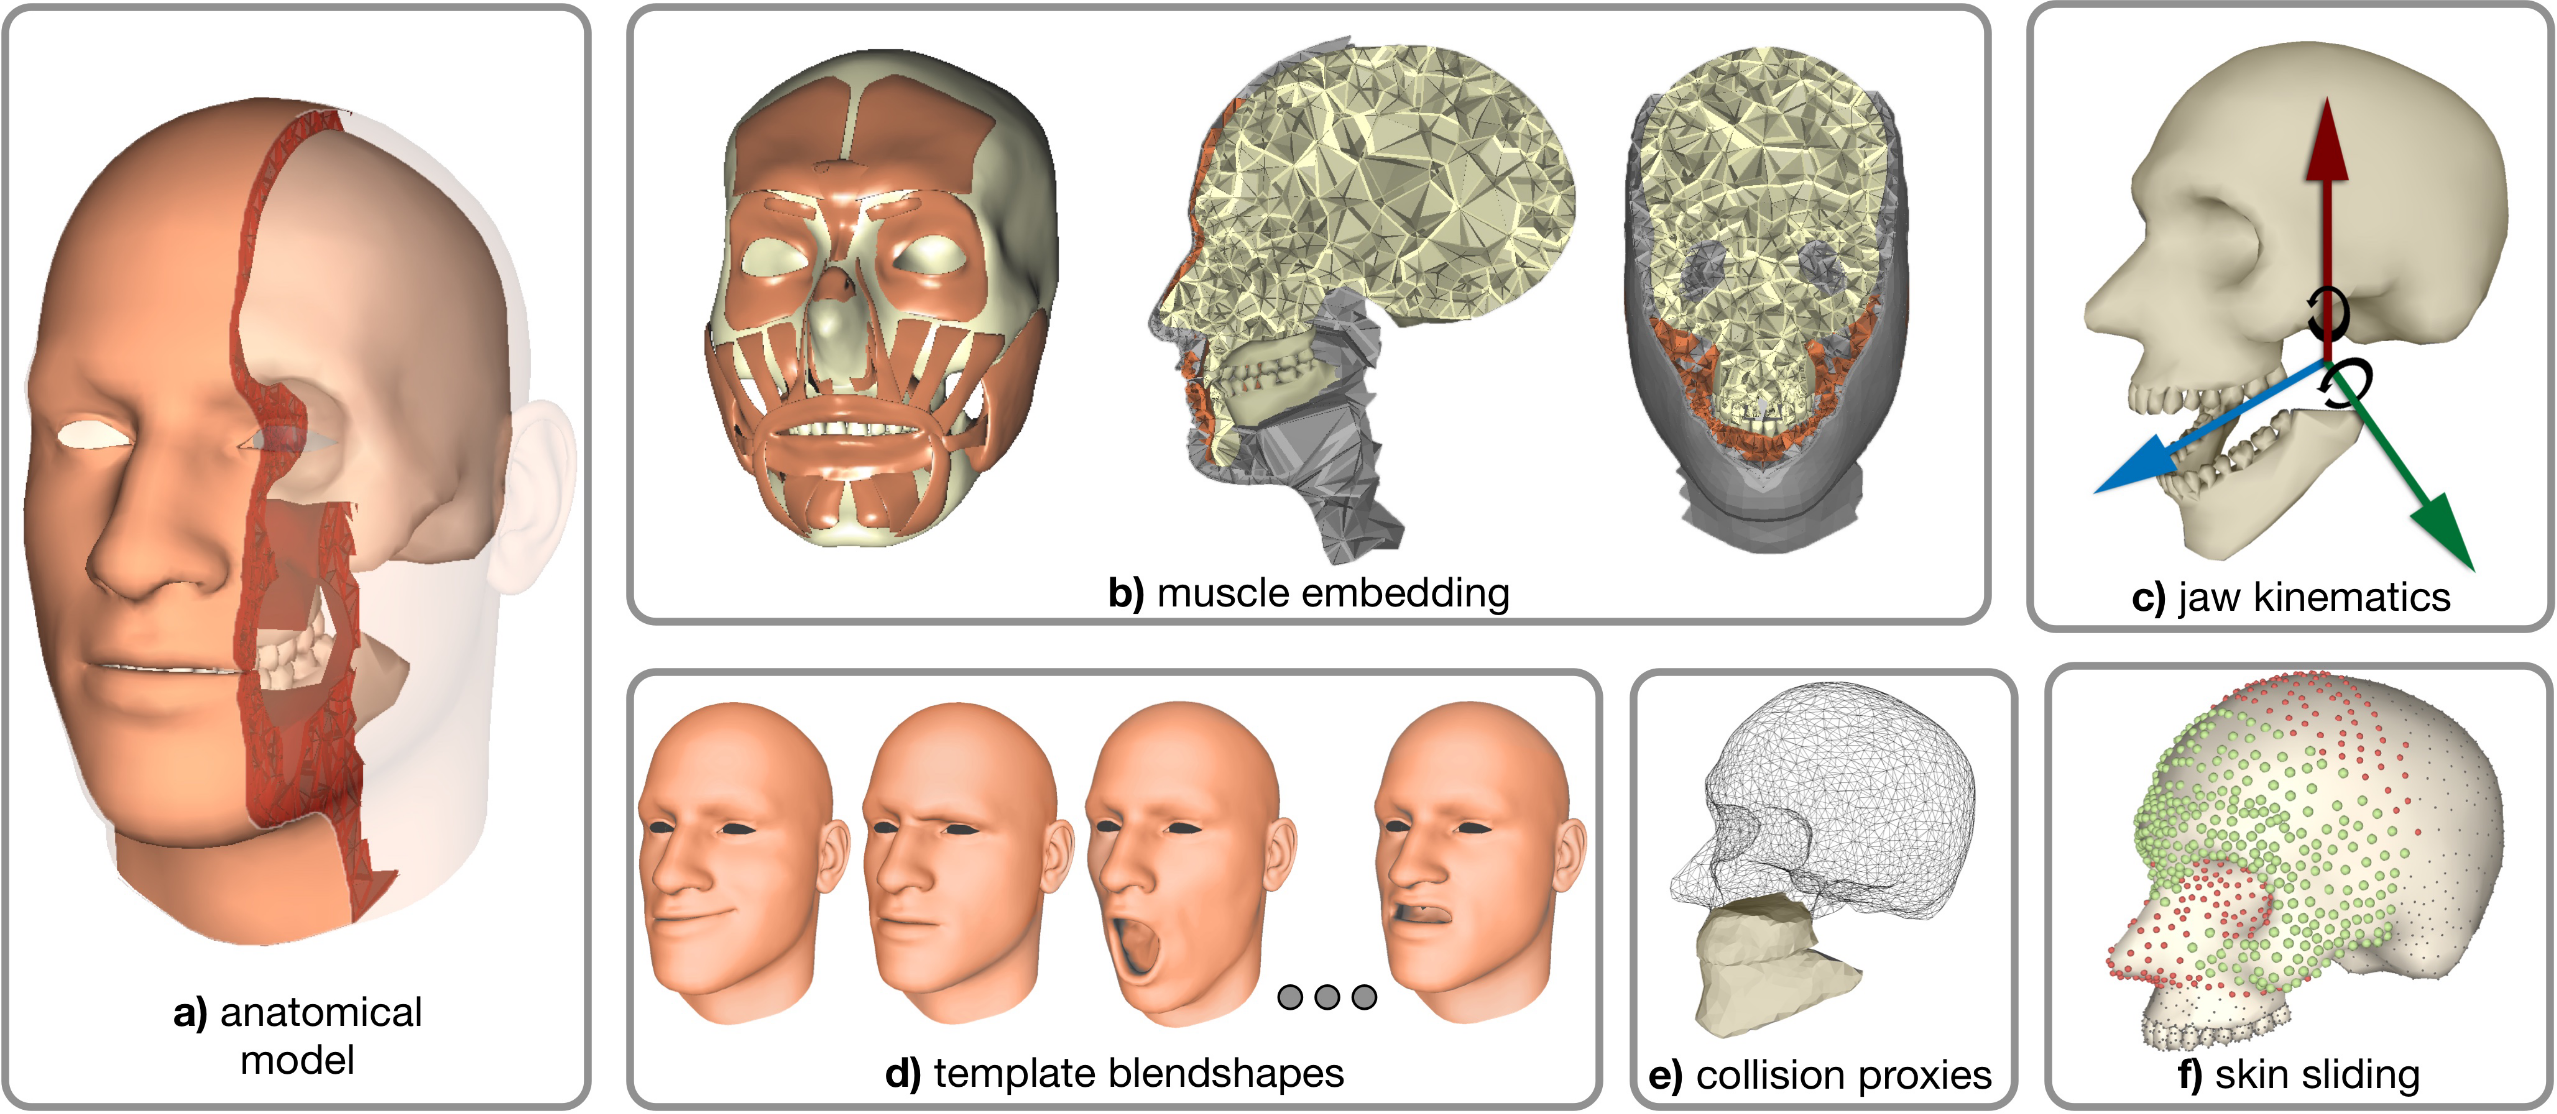 a) anatomical
model
b) muscle embedding
c) jaw kinematics
d) template blendshapes
e) collision proxies
f) skin sliding